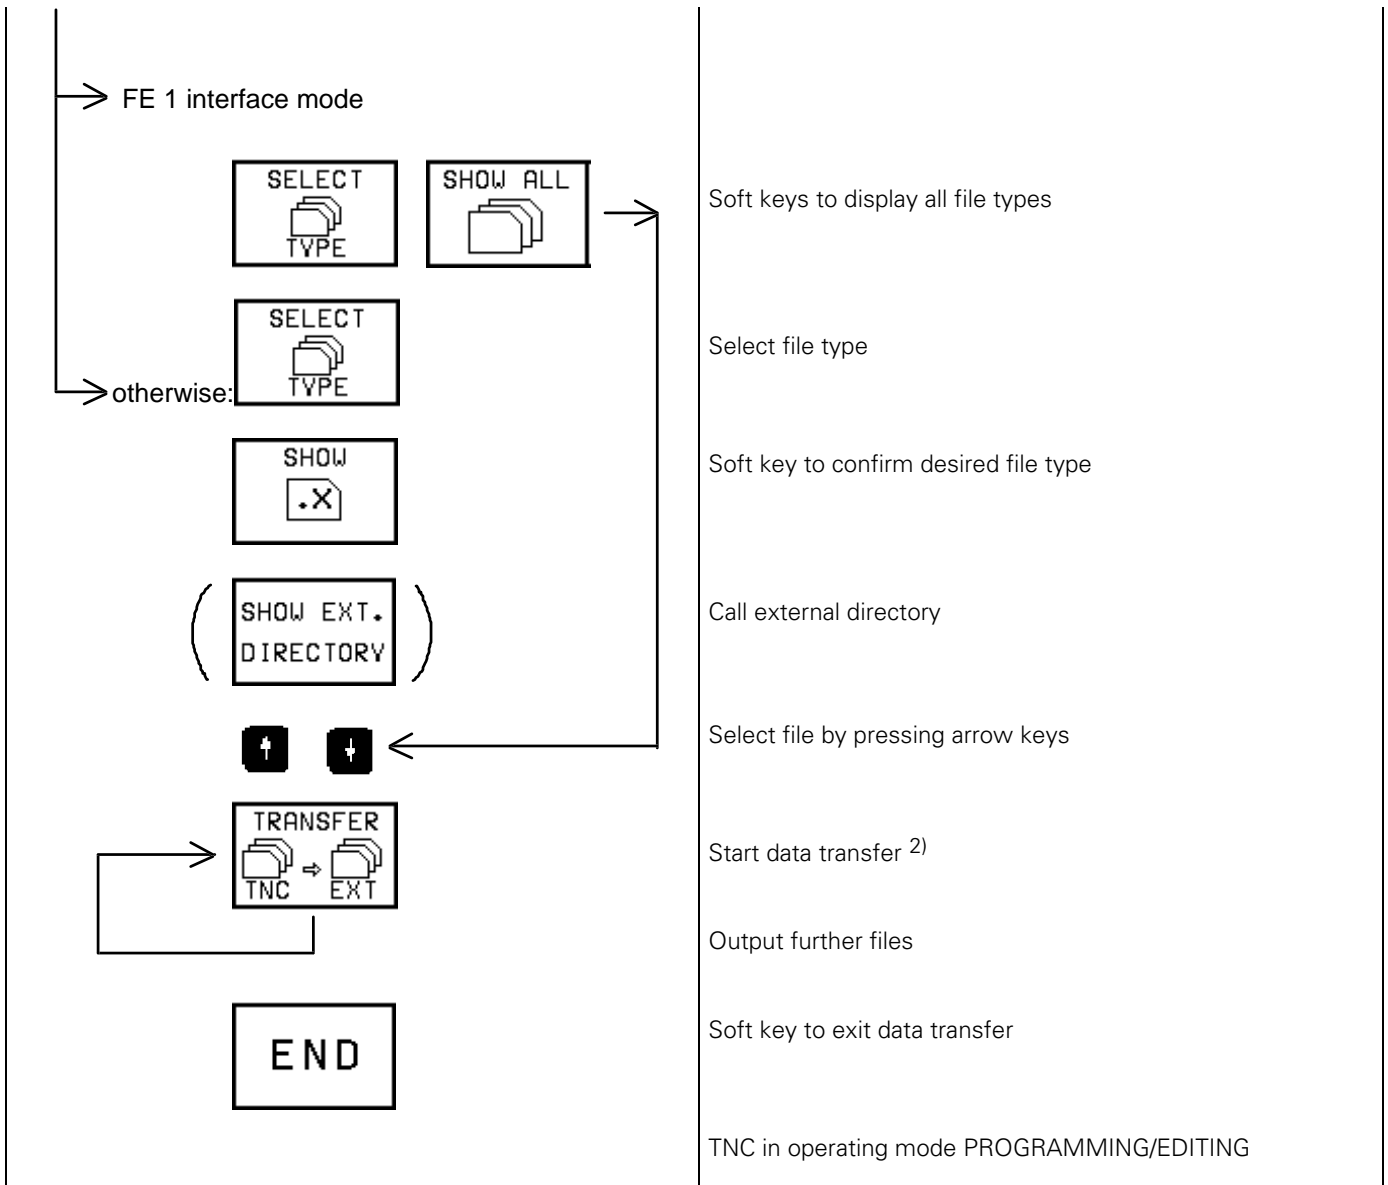 FE 1 interface mode
SELECT
TYPE
SHOW ALL
Soft keys to display all file types
otherwise:
SELECT
TYPE
Select file type
SHOW
.X
Soft key to confirm desired file type
SHOW EXT.
DIRECTORY
Call external directory
Select file by pressing arrow keys
TRANSFER
TNC EXT
Start data transfer 2)
Output further files
END
Soft key to exit data transfer
TNC in operating mode PROGRAMMING/EDITING